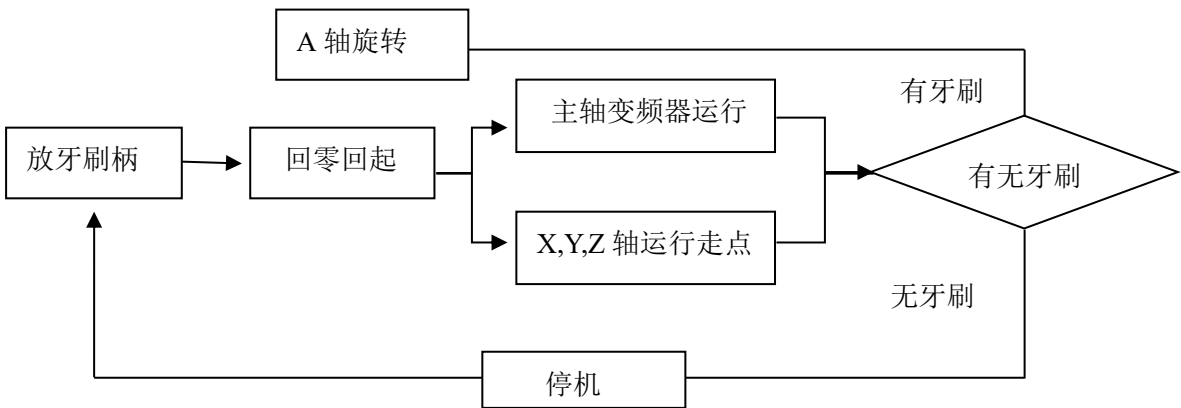 A 轴旋转
有牙刷
主轴变频器运行
放牙刷柄
回零回起
有无牙刷
X,Y,Z 轴运行走点
无牙刷
停机